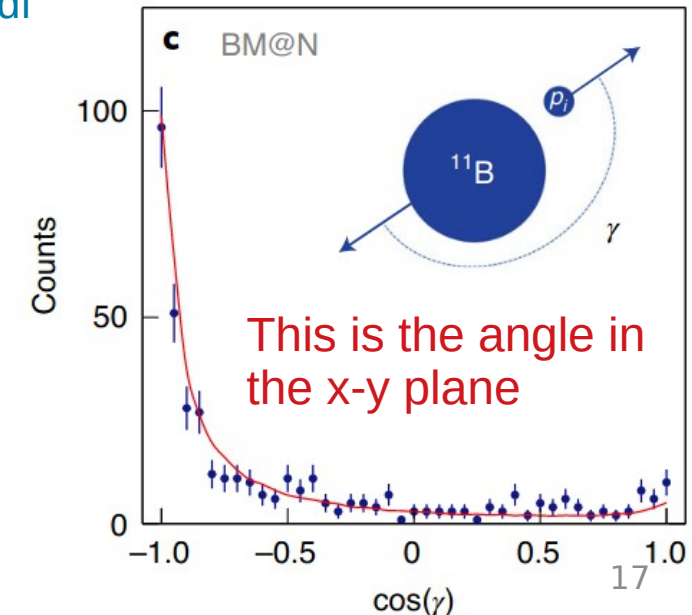 di
c BM@N
100
50
0
Counts
p_i
¹¹B
γ
This is the angle in
the x-y plane
−1.0 −0.5 0 0.5 1.0
cos(γ)
17